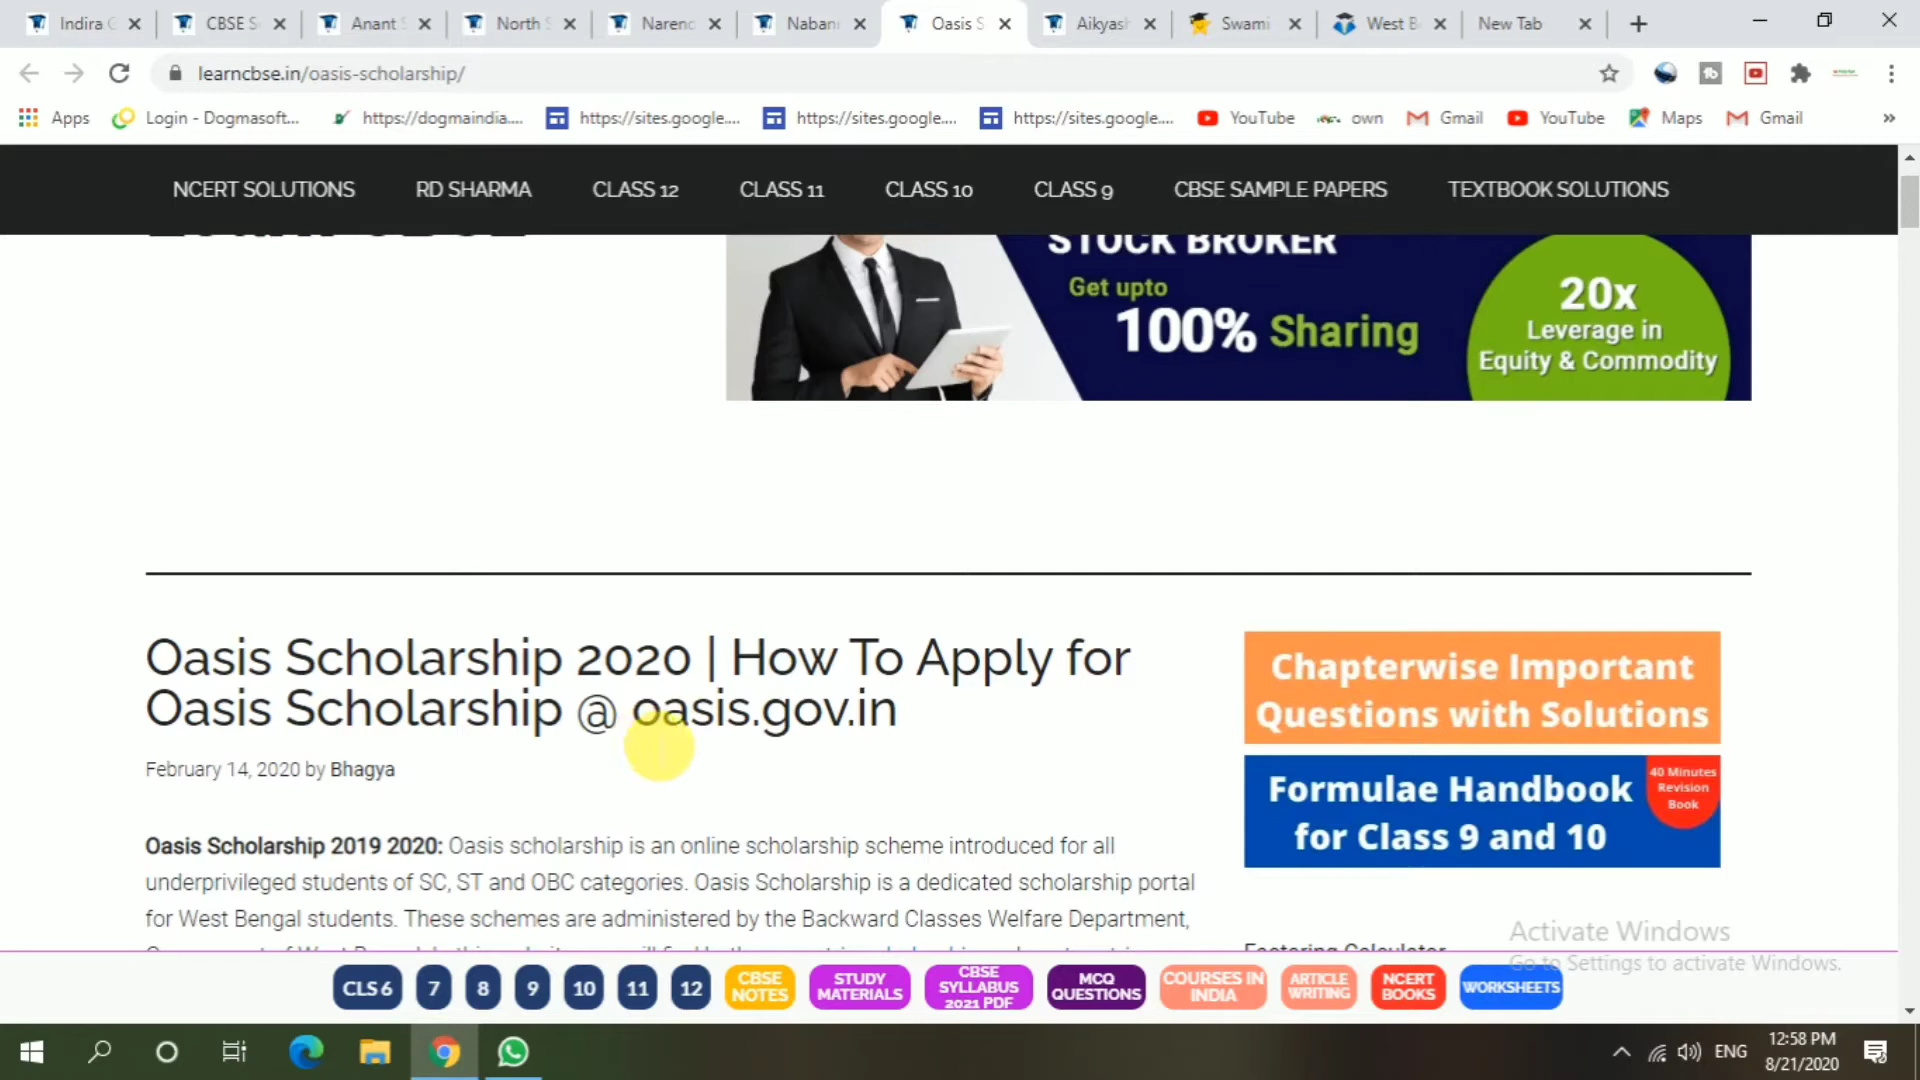 Indira
CBSE S
Anant
North S
Naren
Naban
Oasis S
Aikyash
Swami
West B
New Tab
learncbse.in/oasis-scholarship/
Apps
Login - Dogmasoft...
https://dogmaindia....
https://sites.google....
https://sites.google....
https://sites.google....
YouTube
own
Gmail
YouTube
Maps
Gmail
»
NCERT SOLUTIONS
RD SHARMA
CLASS 12
CLASS 11
CLASS 10
CLASS 9
CBSE SAMPLE PAPERS
TEXTBOOK SOLUTIONS
STOCK BROKER
Get upto
100% Sharing
20x
Leverage in
Equity & Commodity
Oasis Scholarship 2020 | How To Apply for
Oasis Scholarship @ oasis.gov.in
February 14, 2020 by Bhagya
Oasis Scholarship 2019 2020: Oasis scholarship is an online scholarship scheme introduced for all
underprivileged students of SC, ST and OBC categories. Oasis Scholarship is a dedicated scholarship portal
for West Bengal students. These schemes are administered by the Backward Classes Welfare Department,
Chapterwise Important
Questions with Solutions
Formulae Handbook
for Class 9 and 10
40 Minutes
Revision
Book
Factoring Calculator
Activate Windows
Go to Settings to activate Windows.
CLS 6
7
8
9
10
11
12
CBSE
NOTES
STUDY
MATERIALS
CBSE
SYLLABUS
2021 PDF
MCQ
QUESTIONS
COURSES IN
INDIA
ARTICLE
WRITING
NCERT
BOOKS
WORKSHEETS
ENG
12:58 PM
8/21/2020